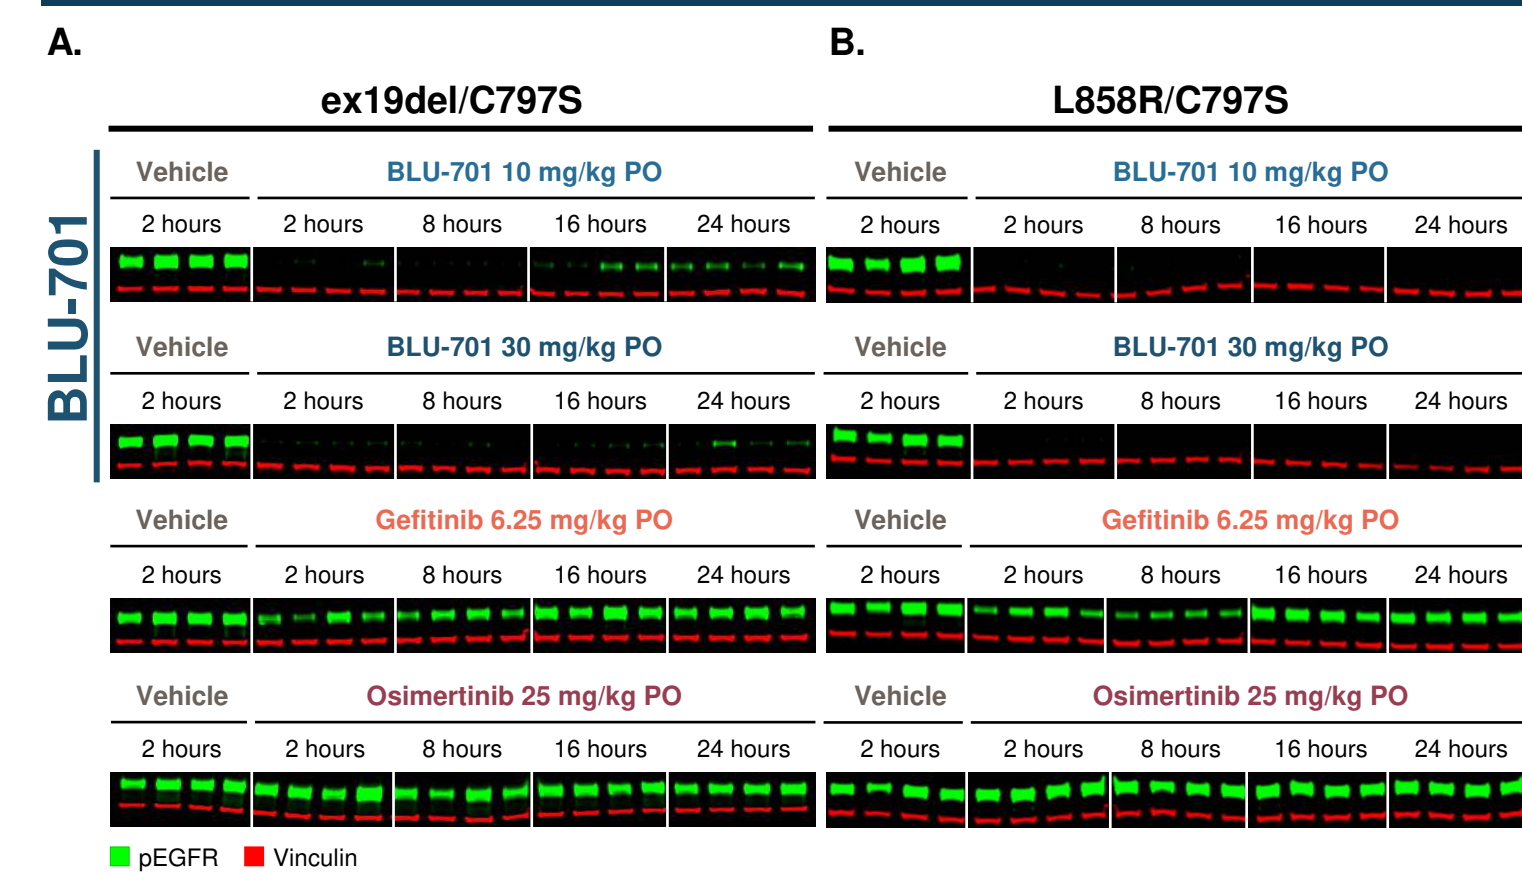 A.
B.
ex19del/C797S
L858R/C797S
BLU-701
Vehicle BLU-701 10 mg/kg PO Vehicle BLU-701 10 mg/kg PO
2 hours 2 hours 8 hours 16 hours 24 hours 2 hours 2 hours 8 hours 16 hours 24 hours
Vehicle BLU-701 30 mg/kg PO Vehicle BLU-701 30 mg/kg PO
2 hours 2 hours 8 hours 16 hours 24 hours 2 hours 2 hours 8 hours 16 hours 24 hours
Vehicle Gefitinib 6.25 mg/kg PO Vehicle Gefitinib 6.25 mg/kg PO
2 hours 2 hours 8 hours 16 hours 24 hours 2 hours 2 hours 8 hours 16 hours 24 hours
Vehicle Osimertinib 25 mg/kg PO Vehicle Osimertinib 25 mg/kg PO
2 hours 2 hours 8 hours 16 hours 24 hours 2 hours 2 hours 8 hours 16 hours 24 hours
pEGFR Vinculin